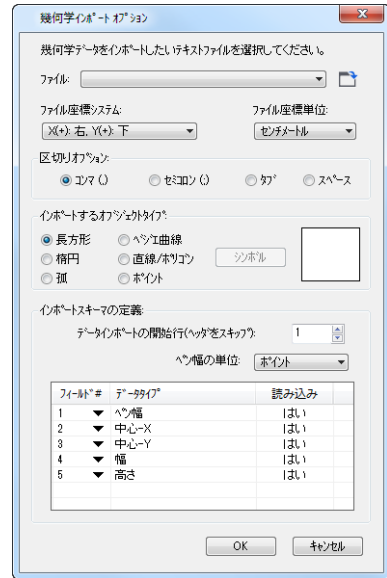 幾何学インポート オプション
幾何学データをインポートしたいテキストファイルを選択してください。
ファイル:
ファイル座標システム: ファイル座標単位:
X(+): 右, Y(+): 下 センチメートル
区切りオプション:
コンマ (,) セミコロン (;) タブ スペース
インポートするオブジェクトタイプ:
長方形 ベジエ曲線
楕円 直線/ポリゴン シンボル
弧 ポイント
インポートスキーマの定義:
データインポートの開始行(ヘッダをスキップ): 1
ペン幅の単位: ポイント
フィールド# データタイプ 読み込み
1 ペン幅 はい
2 中心-X はい
3 中心-Y はい
4 幅 はい
5 高さ はい
OK キャンセル